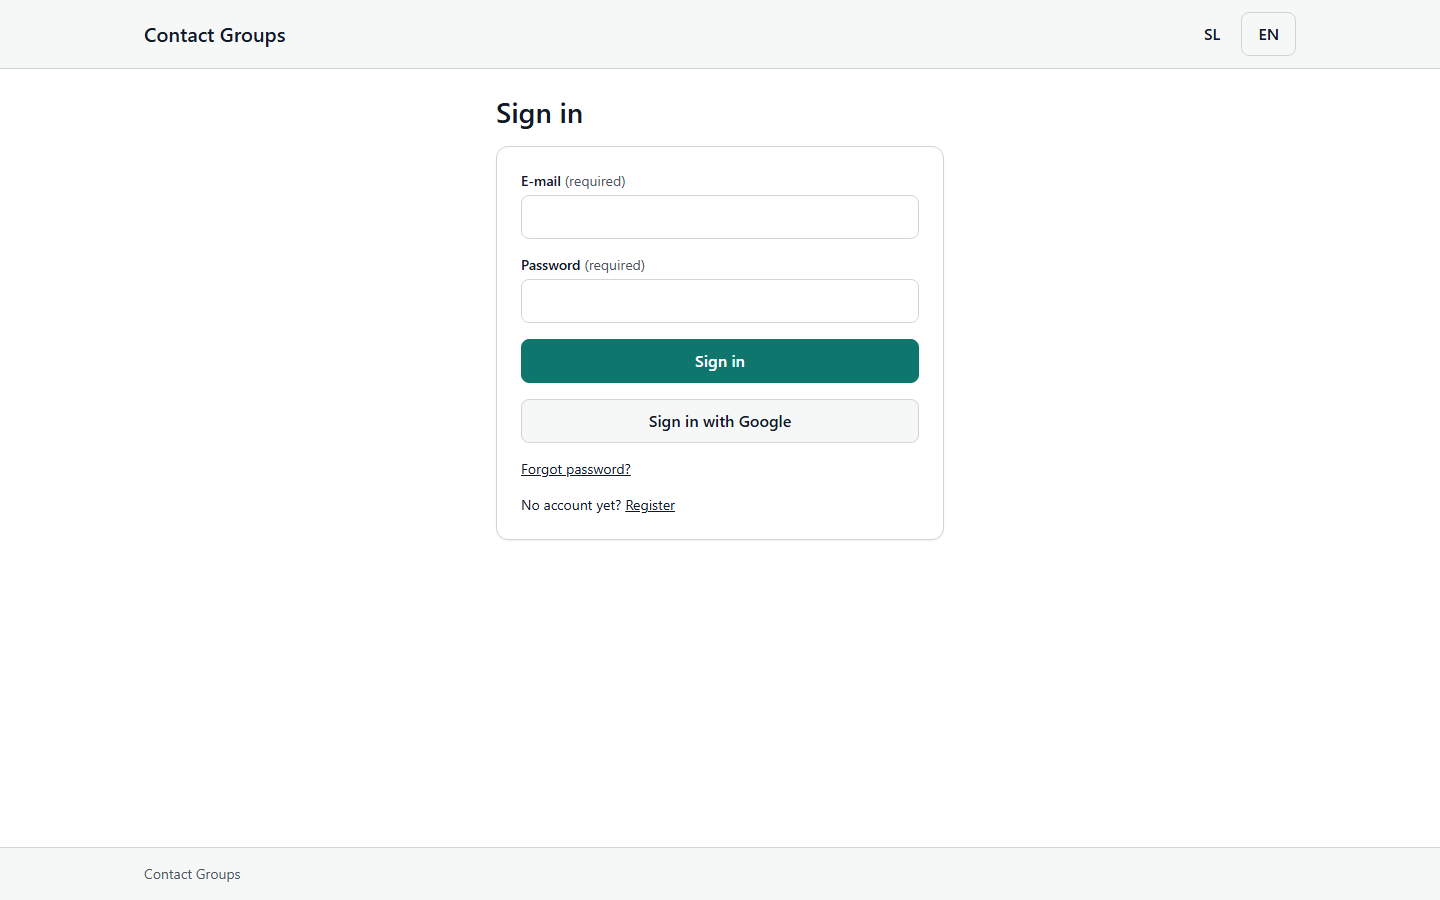 Contact Groups
SL
EN
Sign in
E-mail (required)
Password (required)
Sign in
Sign in with Google
Forgot password?
No account yet? Register
Contact Groups